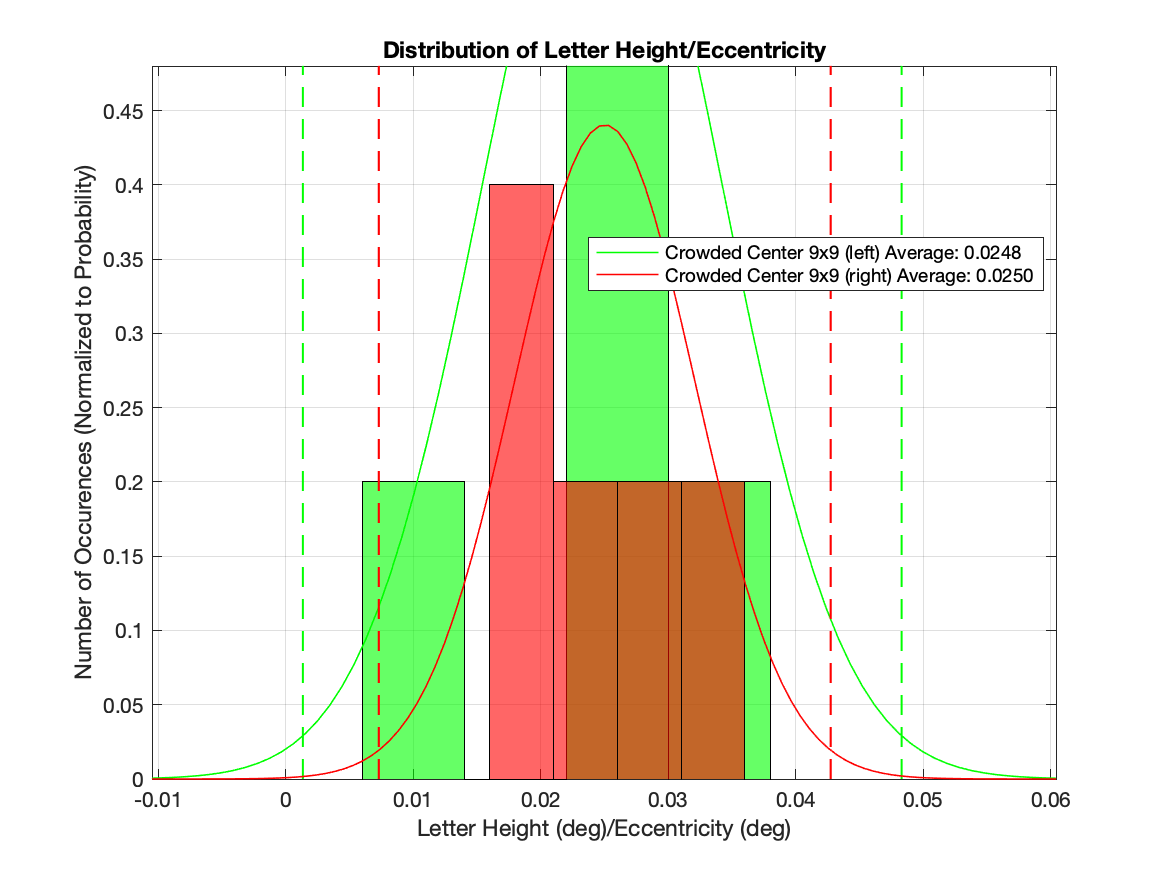 Distribution of Letter Height/Eccentricity
Number of Occurences (Normalized to Probability)
0.45
0.4
0.35
0.3
0.25
0.2
0.15
0.1
0.05
0
Crowded Center 9x9 (left) Average: 0.0248
Crowded Center 9x9 (right) Average: 0.0250
-0.01 0 0.01 0.02 0.03 0.04 0.05 0.06
Letter Height (deg)/Eccentricity (deg)